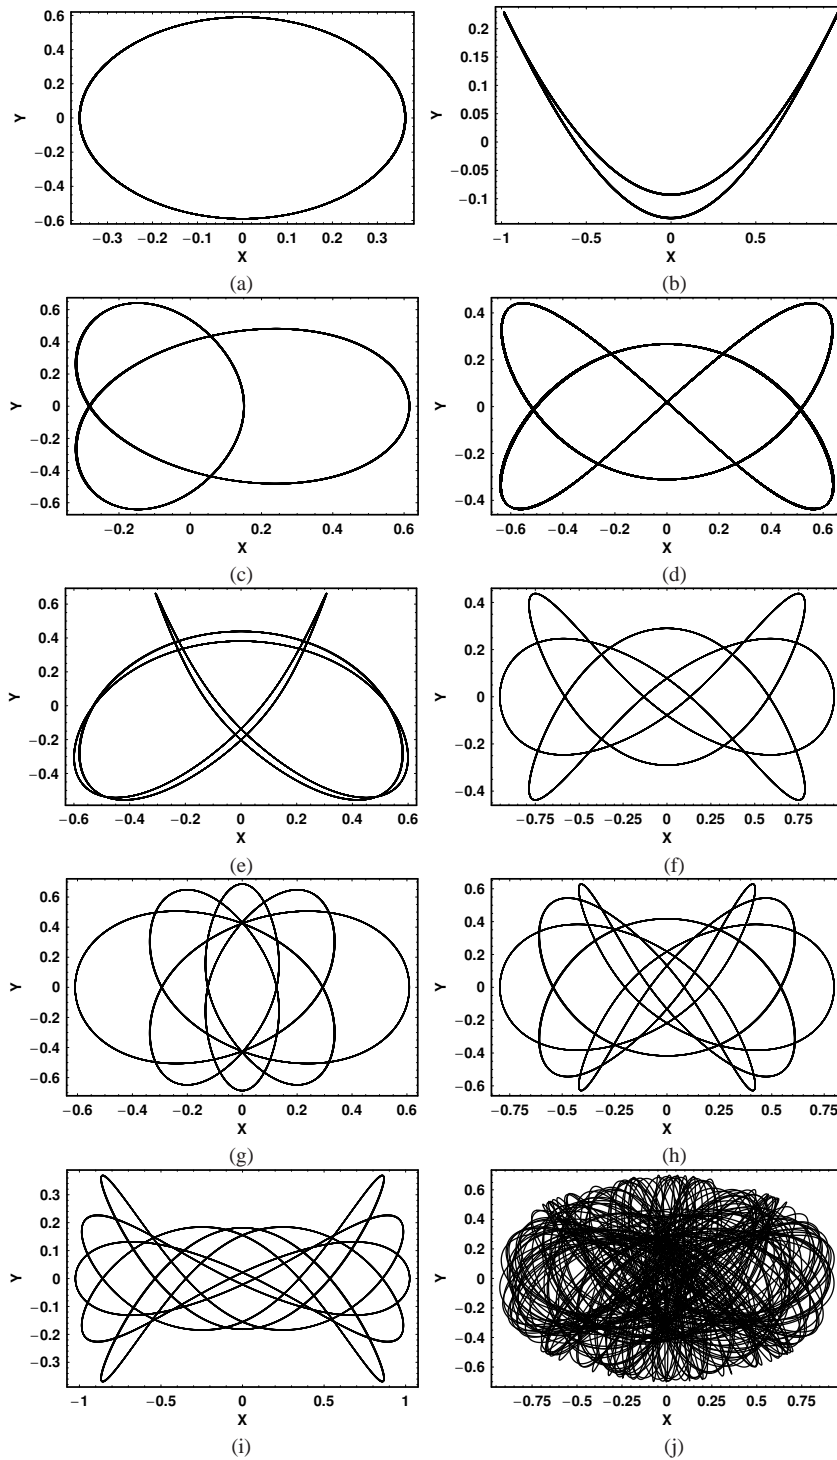 0.6
0.4
0.2
0
−0.2
−0.4
−0.6
Y
−0.3 −0.2 −0.1 0 0.1 0.2 0.3
X
(a)
0.2
0.15
0.1
0.05
0
−0.05
−0.1
Y
−1 −0.5 0 0.5
X
(b)
0.6
0.4
0.2
0
−0.2
−0.4
−0.6
Y
−0.2 0 0.2 0.4 0.6
X
(c)
0.4
0.2
0
−0.2
−0.4
Y
−0.6 −0.4 −0.2 0 0.2 0.4 0.6
X
(d)
0.6
0.4
0.2
0
−0.2
−0.4
Y
−0.6 −0.4 −0.2 0 0.2 0.4 0.6
X
(e)
0.4
0.2
0
−0.2
−0.4
Y
−0.75 −0.5 −0.25 0 0.25 0.5 0.75
X
(f)
0.6
0.4
0.2
0
−0.2
−0.4
−0.6
Y
−0.6 −0.4 −0.2 0 0.2 0.4 0.6
X
(g)
0.6
0.4
0.2
0
−0.2
−0.4
−0.6
Y
−0.75 −0.5 −0.25 0 0.25 0.5 0.75
X
(h)
0.3
0.2
0.1
0
−0.1
−0.2
−0.3
Y
−1 −0.5 0 0.5 1
X
(i)
0.6
0.4
0.2
0
−0.2
−0.4
−0.6
Y
−0.75 −0.5 −0.25 0 0.25 0.5 0.75
X
(j)